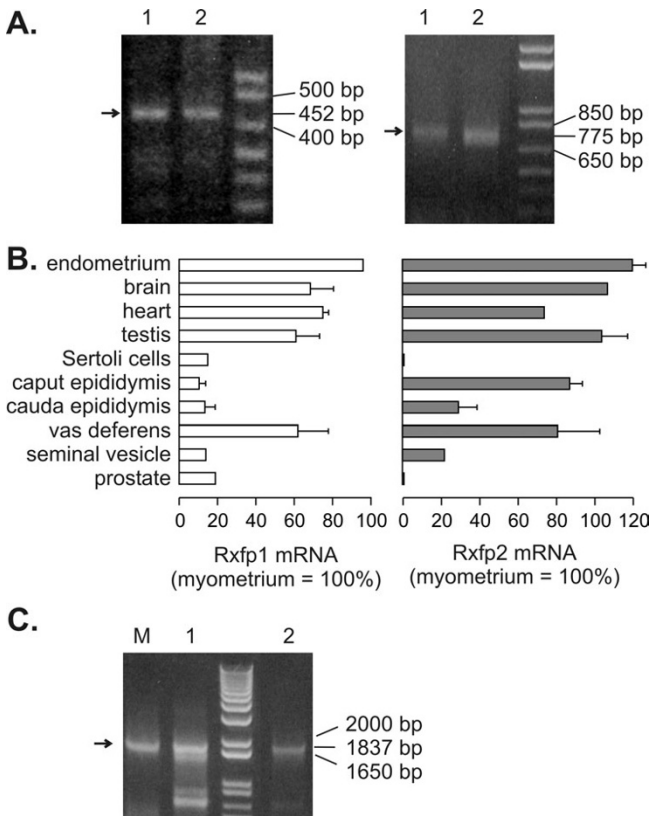 A.
1 2
500 bp
452 bp
400 bp
1 2
850 bp
775 bp
650 bp
B.
endometrium
brain
heart
testis
Sertoli cells
caput epididymis
cauda epididymis
vas deferens
seminal vesicle
prostate
0 20 40 60 80 100
Rxfp1 mRNA
(myometrium = 100%)
0 20 40 60 80 100 120
Rxfp2 mRNA
(myometrium = 100%)
C.
M 1 2
2000 bp
1837 bp
1650 bp